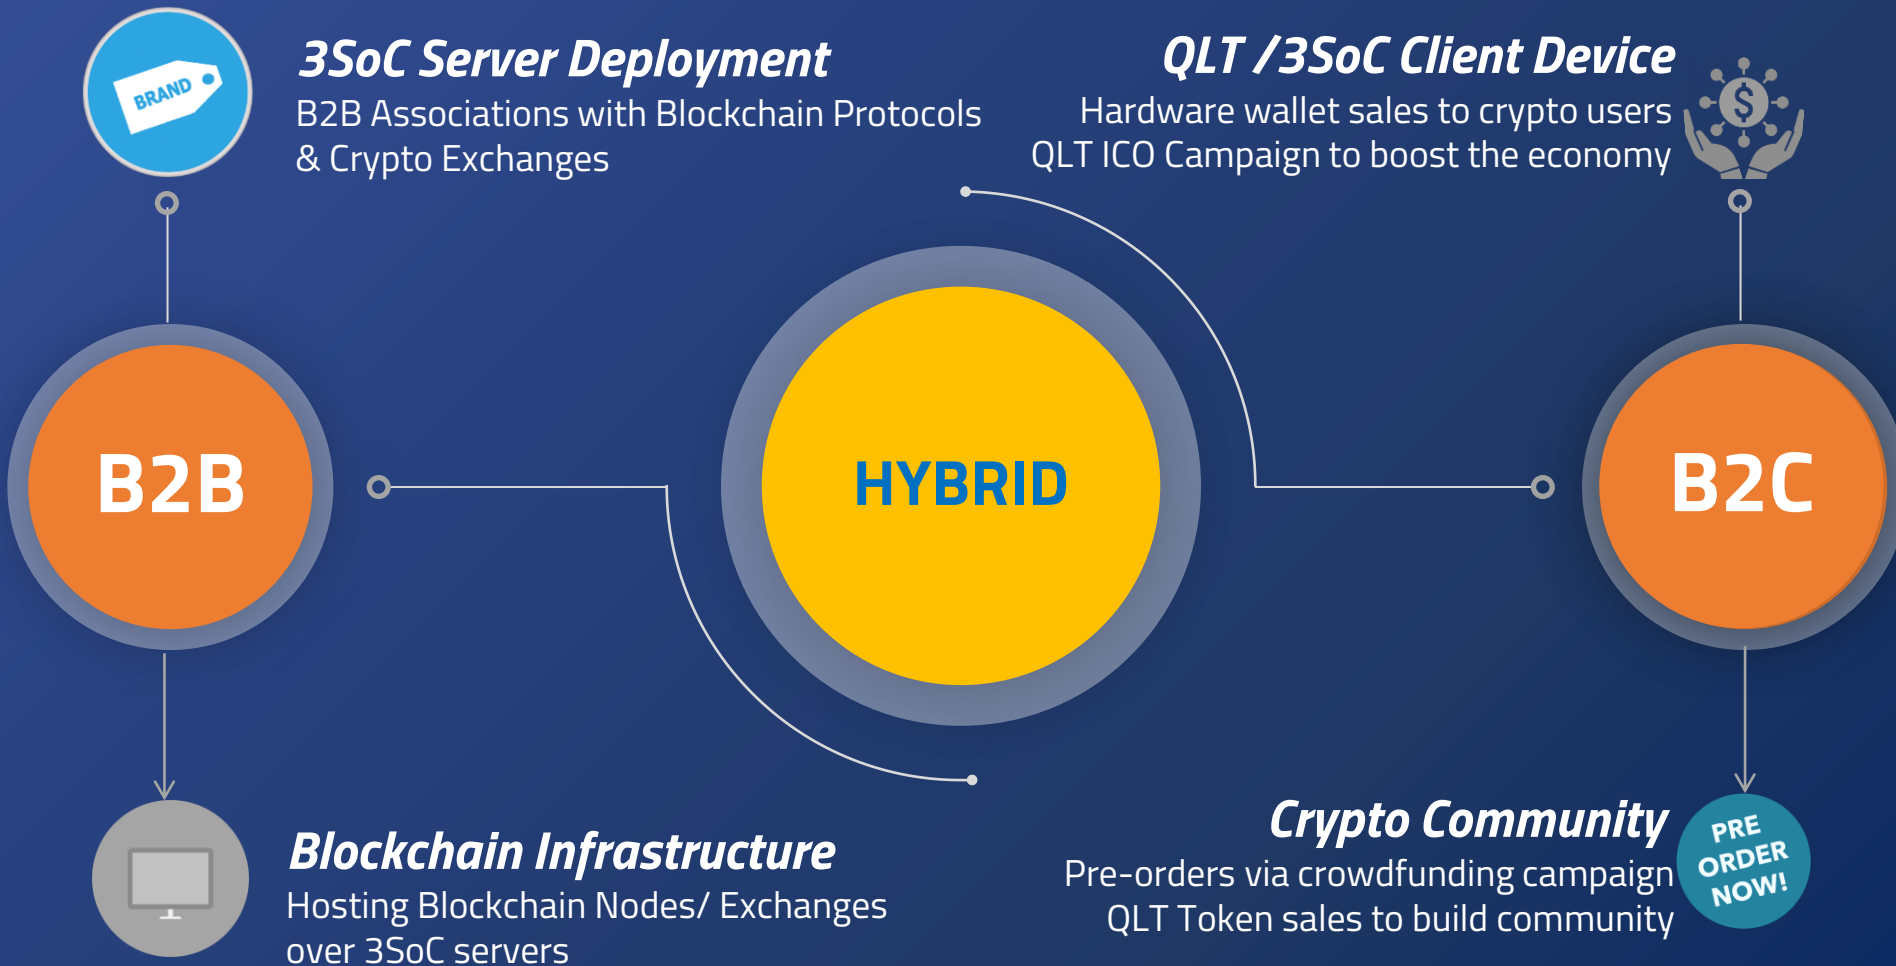 BRAND
3SoC Server Deployment
B2B Associations with Blockchain Protocols
& Crypto Exchanges
QLT /3SoC Client Device
Hardware wallet sales to crypto users
QLT ICO Campaign to boost the economy
$
B2B
HYBRID
B2C
Blockchain Infrastructure
Hosting Blockchain Nodes/ Exchanges
over 3SoC servers
Crypto Community
Pre-orders via crowdfunding campaign
QLT Token sales to build community
PRE
ORDER
NOW!